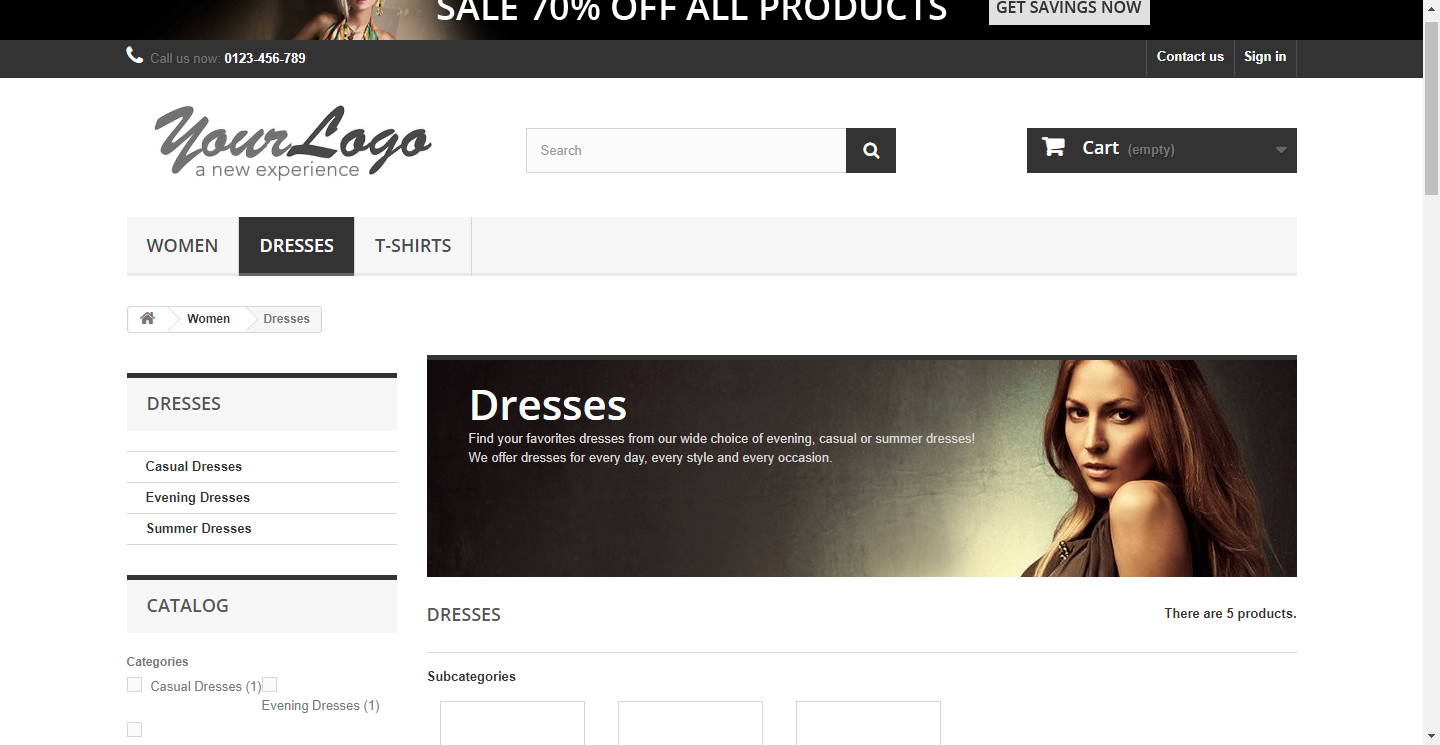 SALE 70% OFF ALL PRODUCTS
GET SAVINGS NOW
Call us now: 0123-456-789
Contact us
Sign in
YourLogo
a new experience
Search
Cart (empty)
WOMEN
DRESSES
T-SHIRTS
Women
Dresses
DRESSES
Casual Dresses
Evening Dresses
Summer Dresses
CATALOG
Categories
Casual Dresses (1)
Evening Dresses (1)
Dresses
Find your favorites dresses from our wide choice of evening, casual or summer dresses!
We offer dresses for every day, every style and every occasion.
DRESSES
There are 5 products.
Subcategories